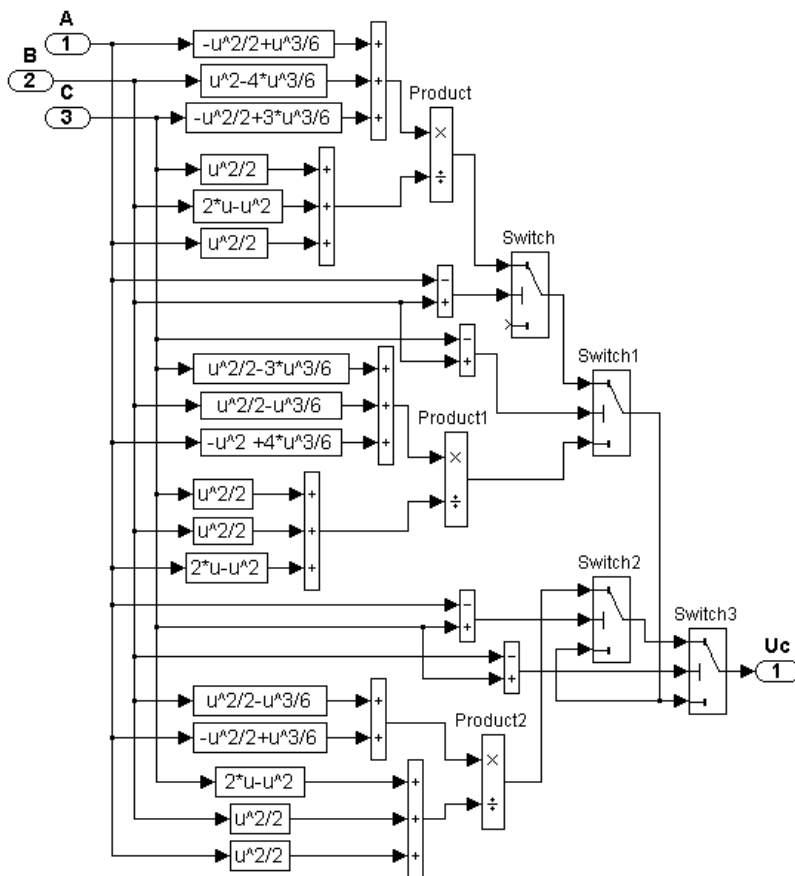 A
1 -u^2/2+u^3/6 +
B
2 u^2-4*u^3/6 + Product
C
3 -u^2/2+3*u^3/6 + ×
u^2/2 + ÷
2*u-u^2 +
u^2/2 + Switch
−
+
−
+ Switch1
u^2/2-3*u^3/6 +
u^2/2-u^3/6 + Product1
-u^2 +4*u^3/6 + ×
u^2/2 + ÷
u^2/2 +
2*u-u^2 + Switch2
− Switch3
+ Uc
− 1
+
u^2/2-u^3/6 +
-u^2/2+u^3/6 + Product2
×
2*u-u^2 +
u^2/2 + ÷
u^2/2 +